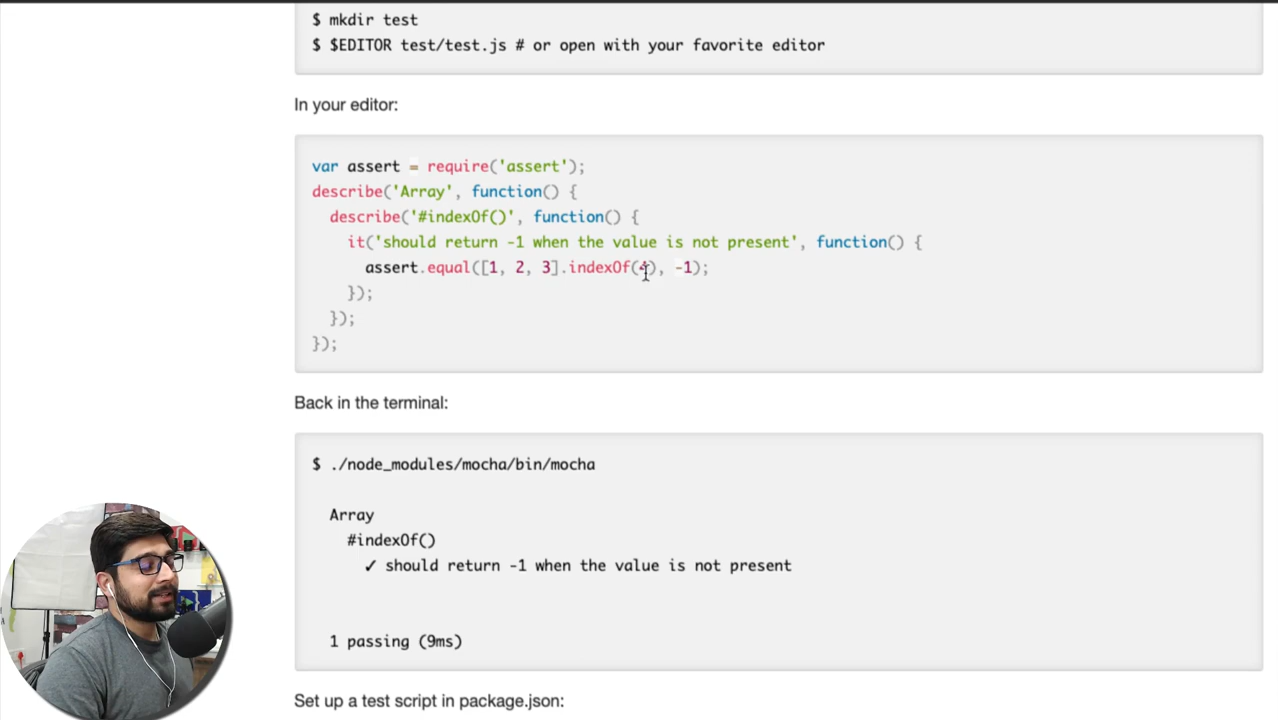 $ mkdir test
$ $EDITOR test/test.js # or open with your favorite editor
In your editor:
var assert = require('assert');
describe('Array', function() {
  describe('#indexOf()', function() {
    it('should return -1 when the value is not present', function() {
      assert.equal([1, 2, 3].indexOf(4), -1);
    });
  });
});
Back in the terminal:
$ ./node_modules/mocha/bin/mocha
  Array
    #indexOf()
      ✓ should return -1 when the value is not present
  1 passing (9ms)
Set up a test script in package.json: